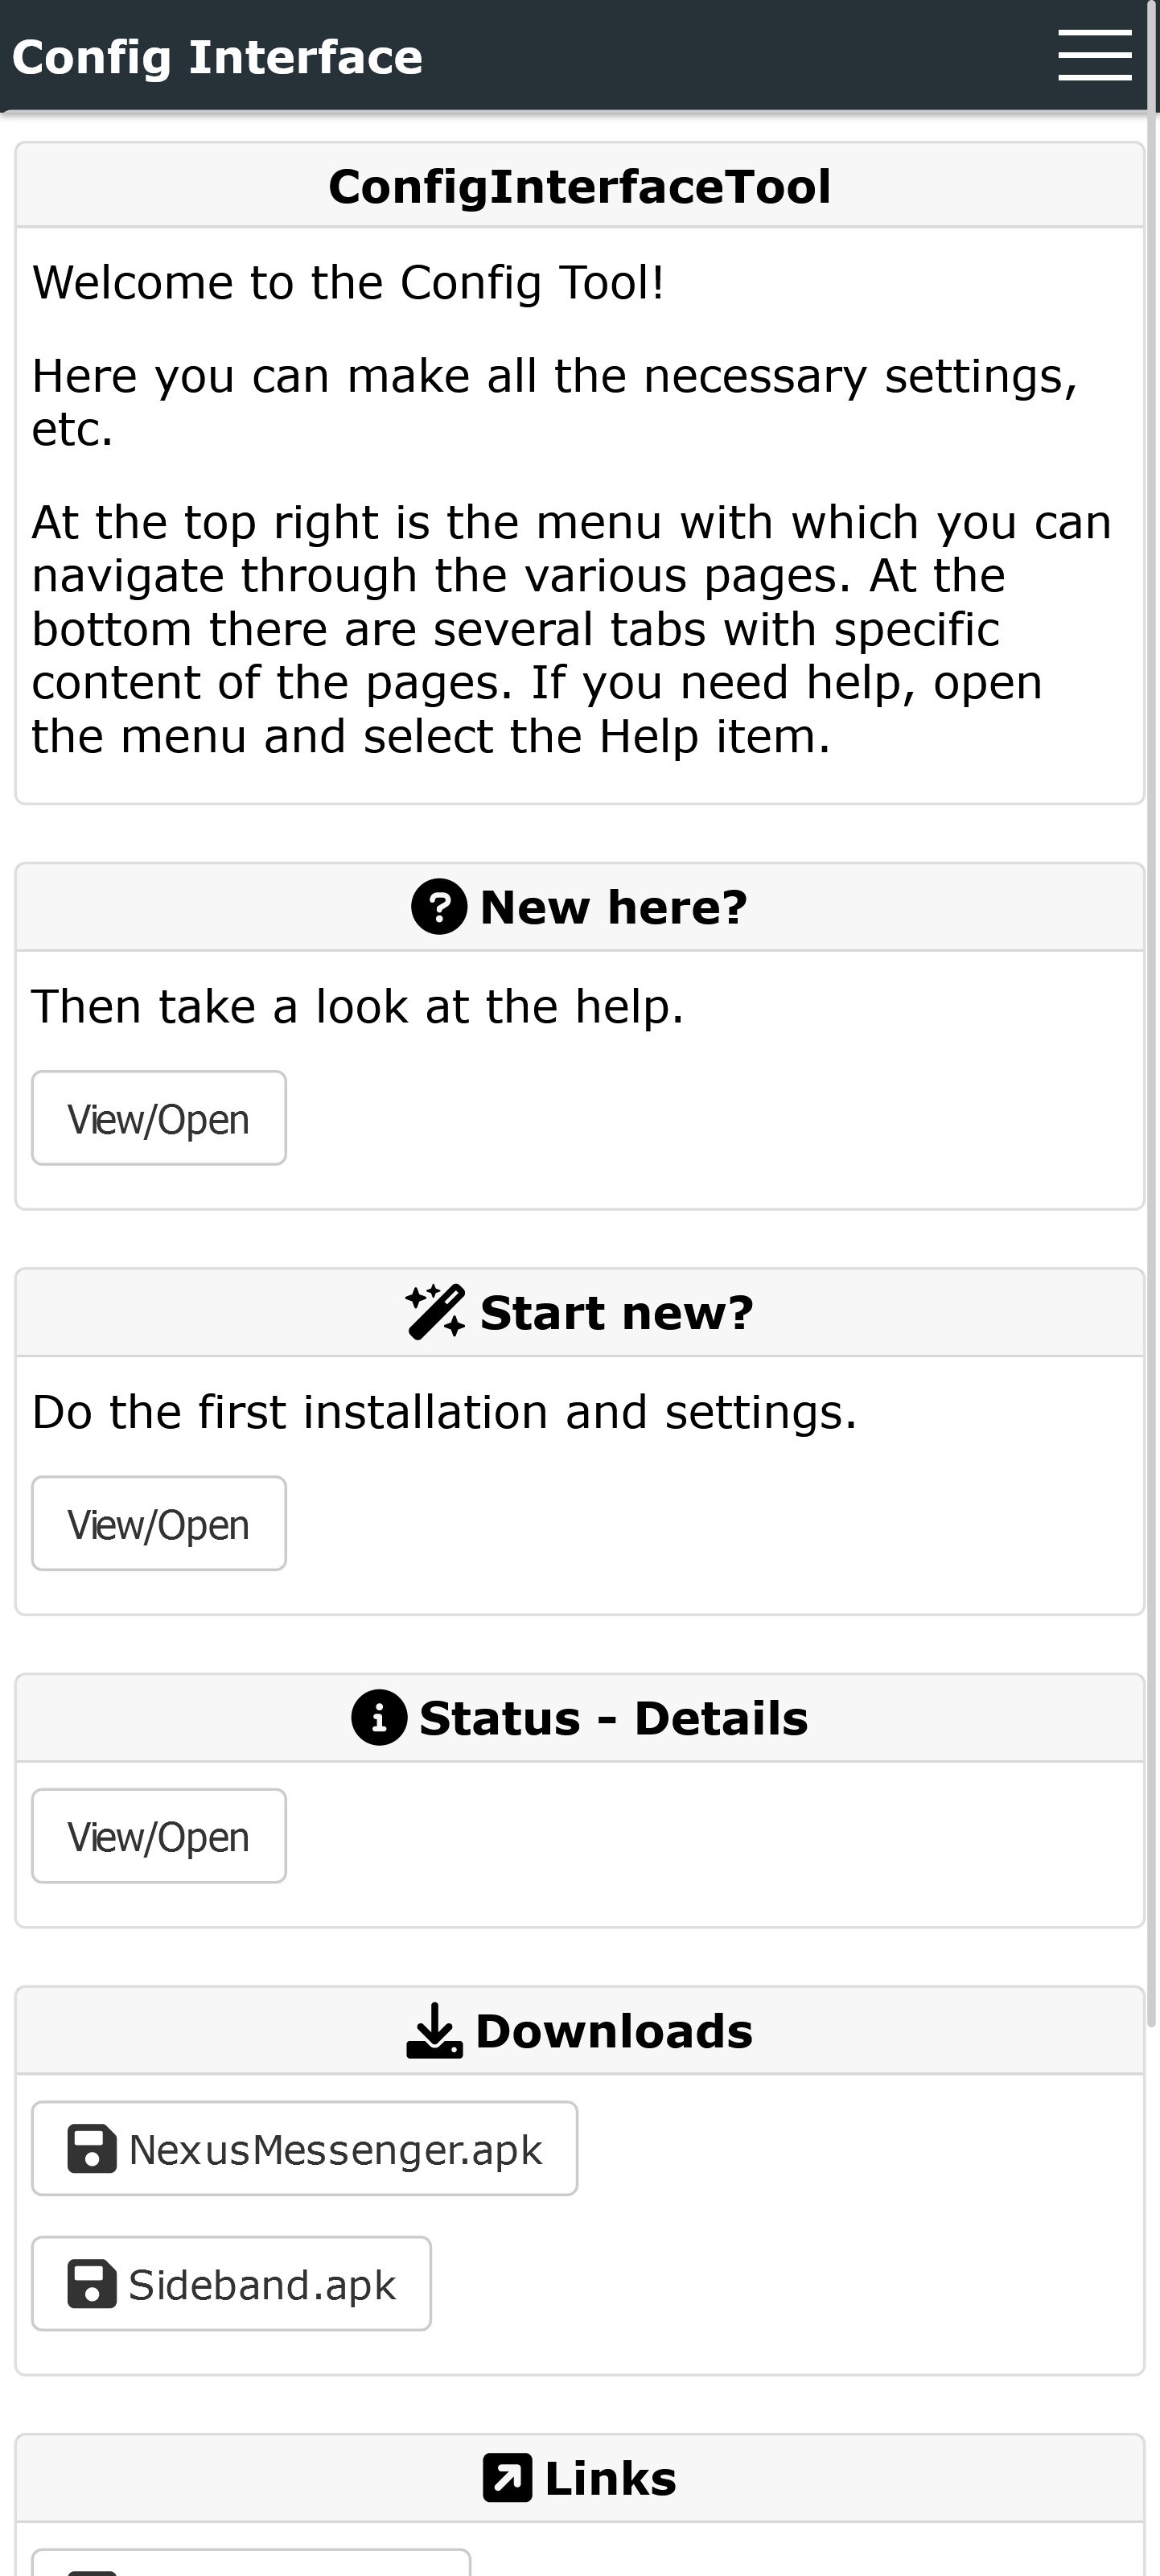 Config Interface
ConfigInterfaceTool
Welcome to the Config Tool!
Here you can make all the necessary settings,
etc.
At the top right is the menu with which you can
navigate through the various pages. At the
bottom there are several tabs with specific
content of the pages. If you need help, open
the menu and select the Help item.
New here?
Then take a look at the help.
View/Open
Start new?
Do the first installation and settings.
View/Open
Status - Details
View/Open
Downloads
NexusMessenger.apk
Sideband.apk
Links